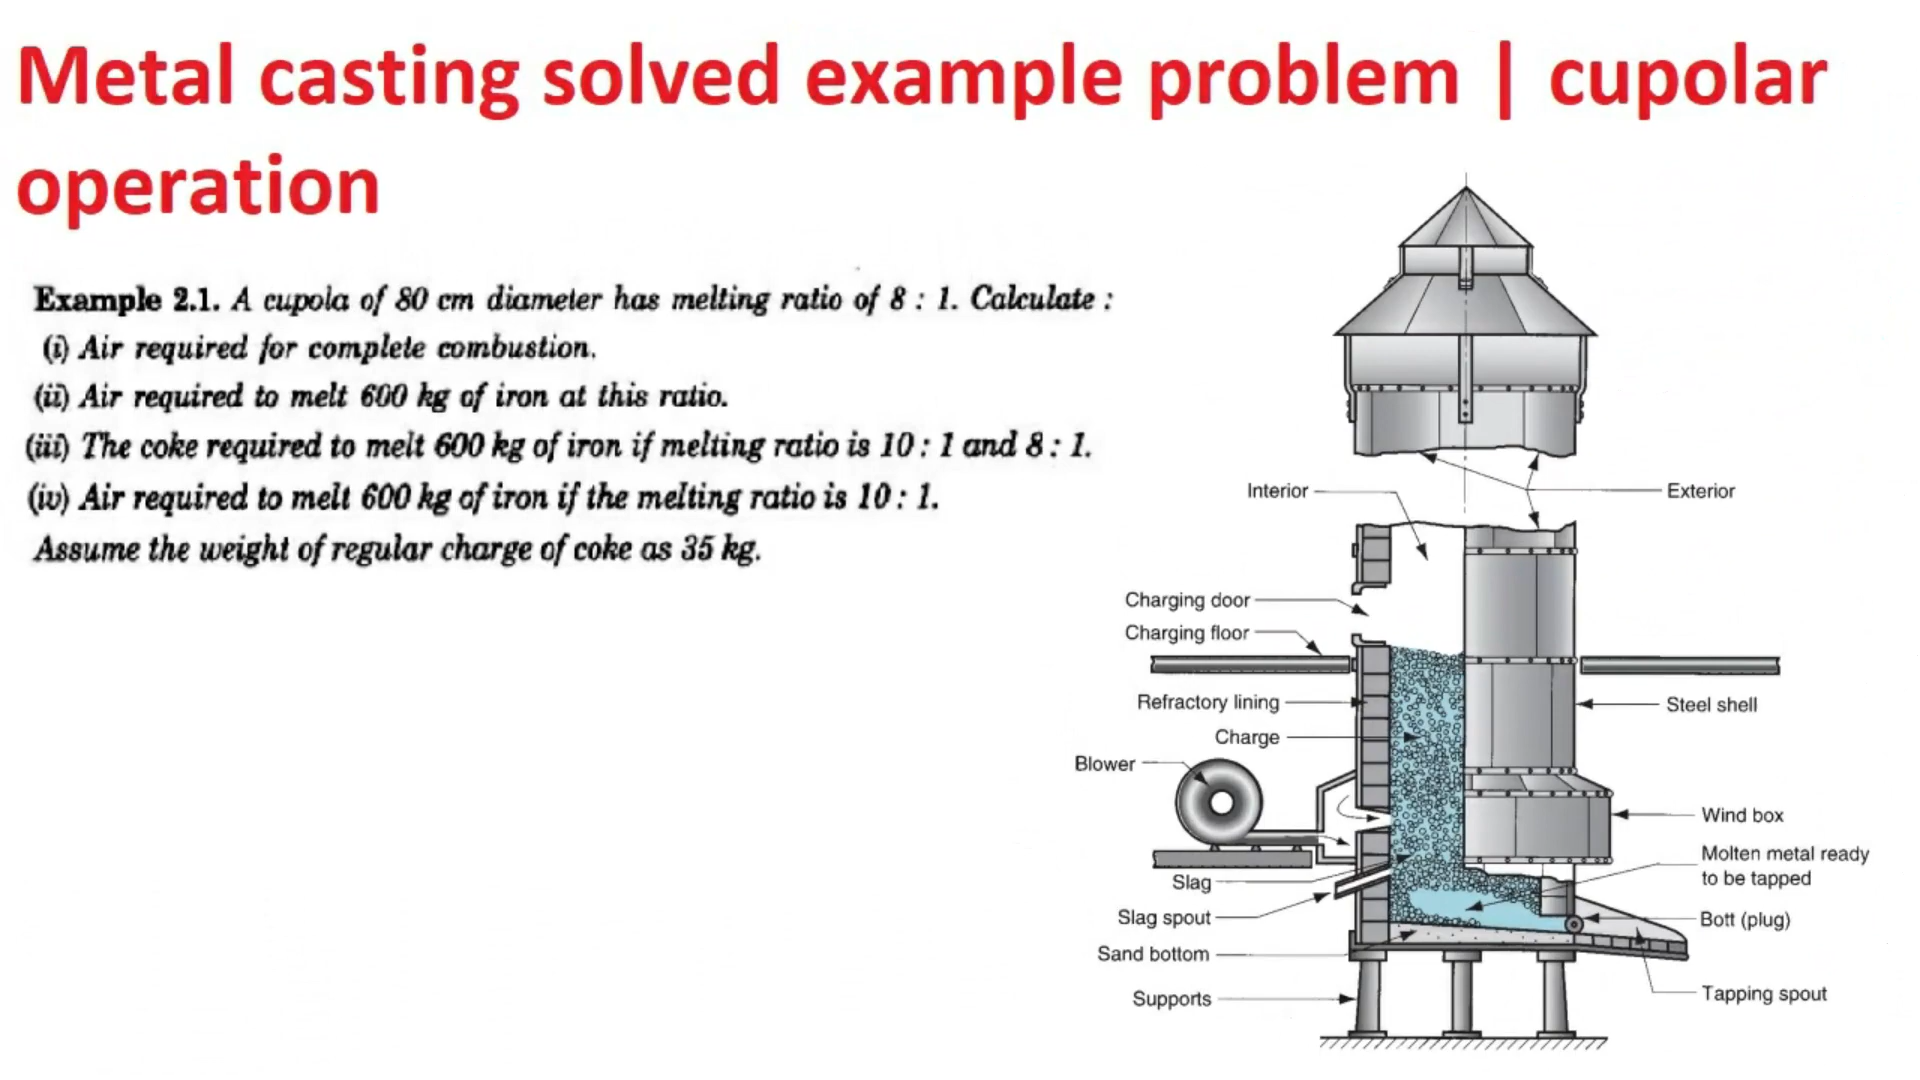 Metal casting solved example problem | cupolar
operation
Example 2.1. A cupola of 80 cm diameter has melting ratio of 8 : 1. Calculate :
(i) Air required for complete combustion.
(ii) Air required to melt 600 kg of iron at this ratio.
(iii) The coke required to melt 600 kg of iron if melting ratio is 10 : 1 and 8 : 1.
(iv) Air required to melt 600 kg of iron if the melting ratio is 10 : 1.
Assume the weight of regular charge of coke as 35 kg.
Interior
Exterior
Charging door
Charging floor
Refractory lining
Steel shell
Charge
Blower
Wind box
Molten metal ready
to be tapped
Slag
Slag spout
Bott (plug)
Sand bottom
Supports
Tapping spout